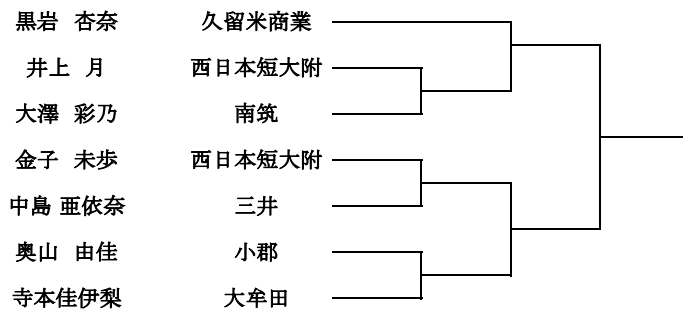 黒岩 杏奈 久留米商業
井上 月 西日本短大附
大澤 彩乃 南筑
金子 未歩 西日本短大附
中島 亜依奈 三井
奥山 由佳 小郡
寺本佳伊梨 大牟田